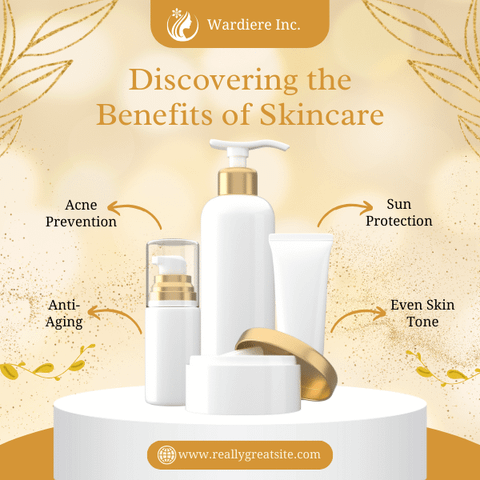 Wardiere Inc.
Discovering the
Benefits of Skincare
Acne
Prevention
Sun
Protection
Anti-
Aging
Even Skin
Tone
www.reallygreatsite.com